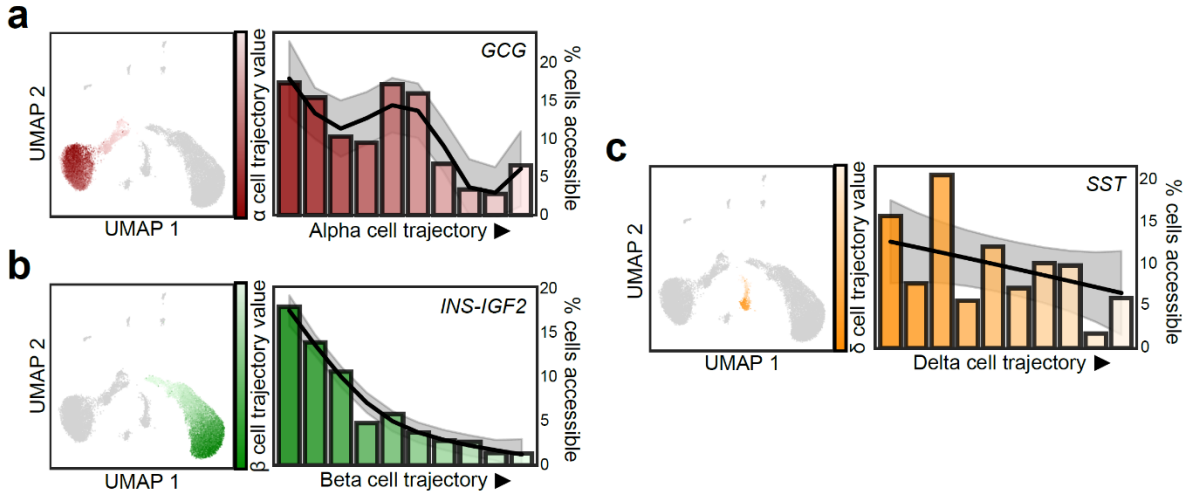 a
UMAP 2
UMAP 1
α cell trajectory value
GCG
20
15
10
5
0
% cells accessible
Alpha cell trajectory ▶
b
UMAP 2
UMAP 1
β cell trajectory value
INS-IGF2
20
15
10
5
0
% cells accessible
Beta cell trajectory ▶
c
UMAP 2
UMAP 1
δ cell trajectory value
SST
20
15
10
5
0
% cells accessible
Delta cell trajectory ▶